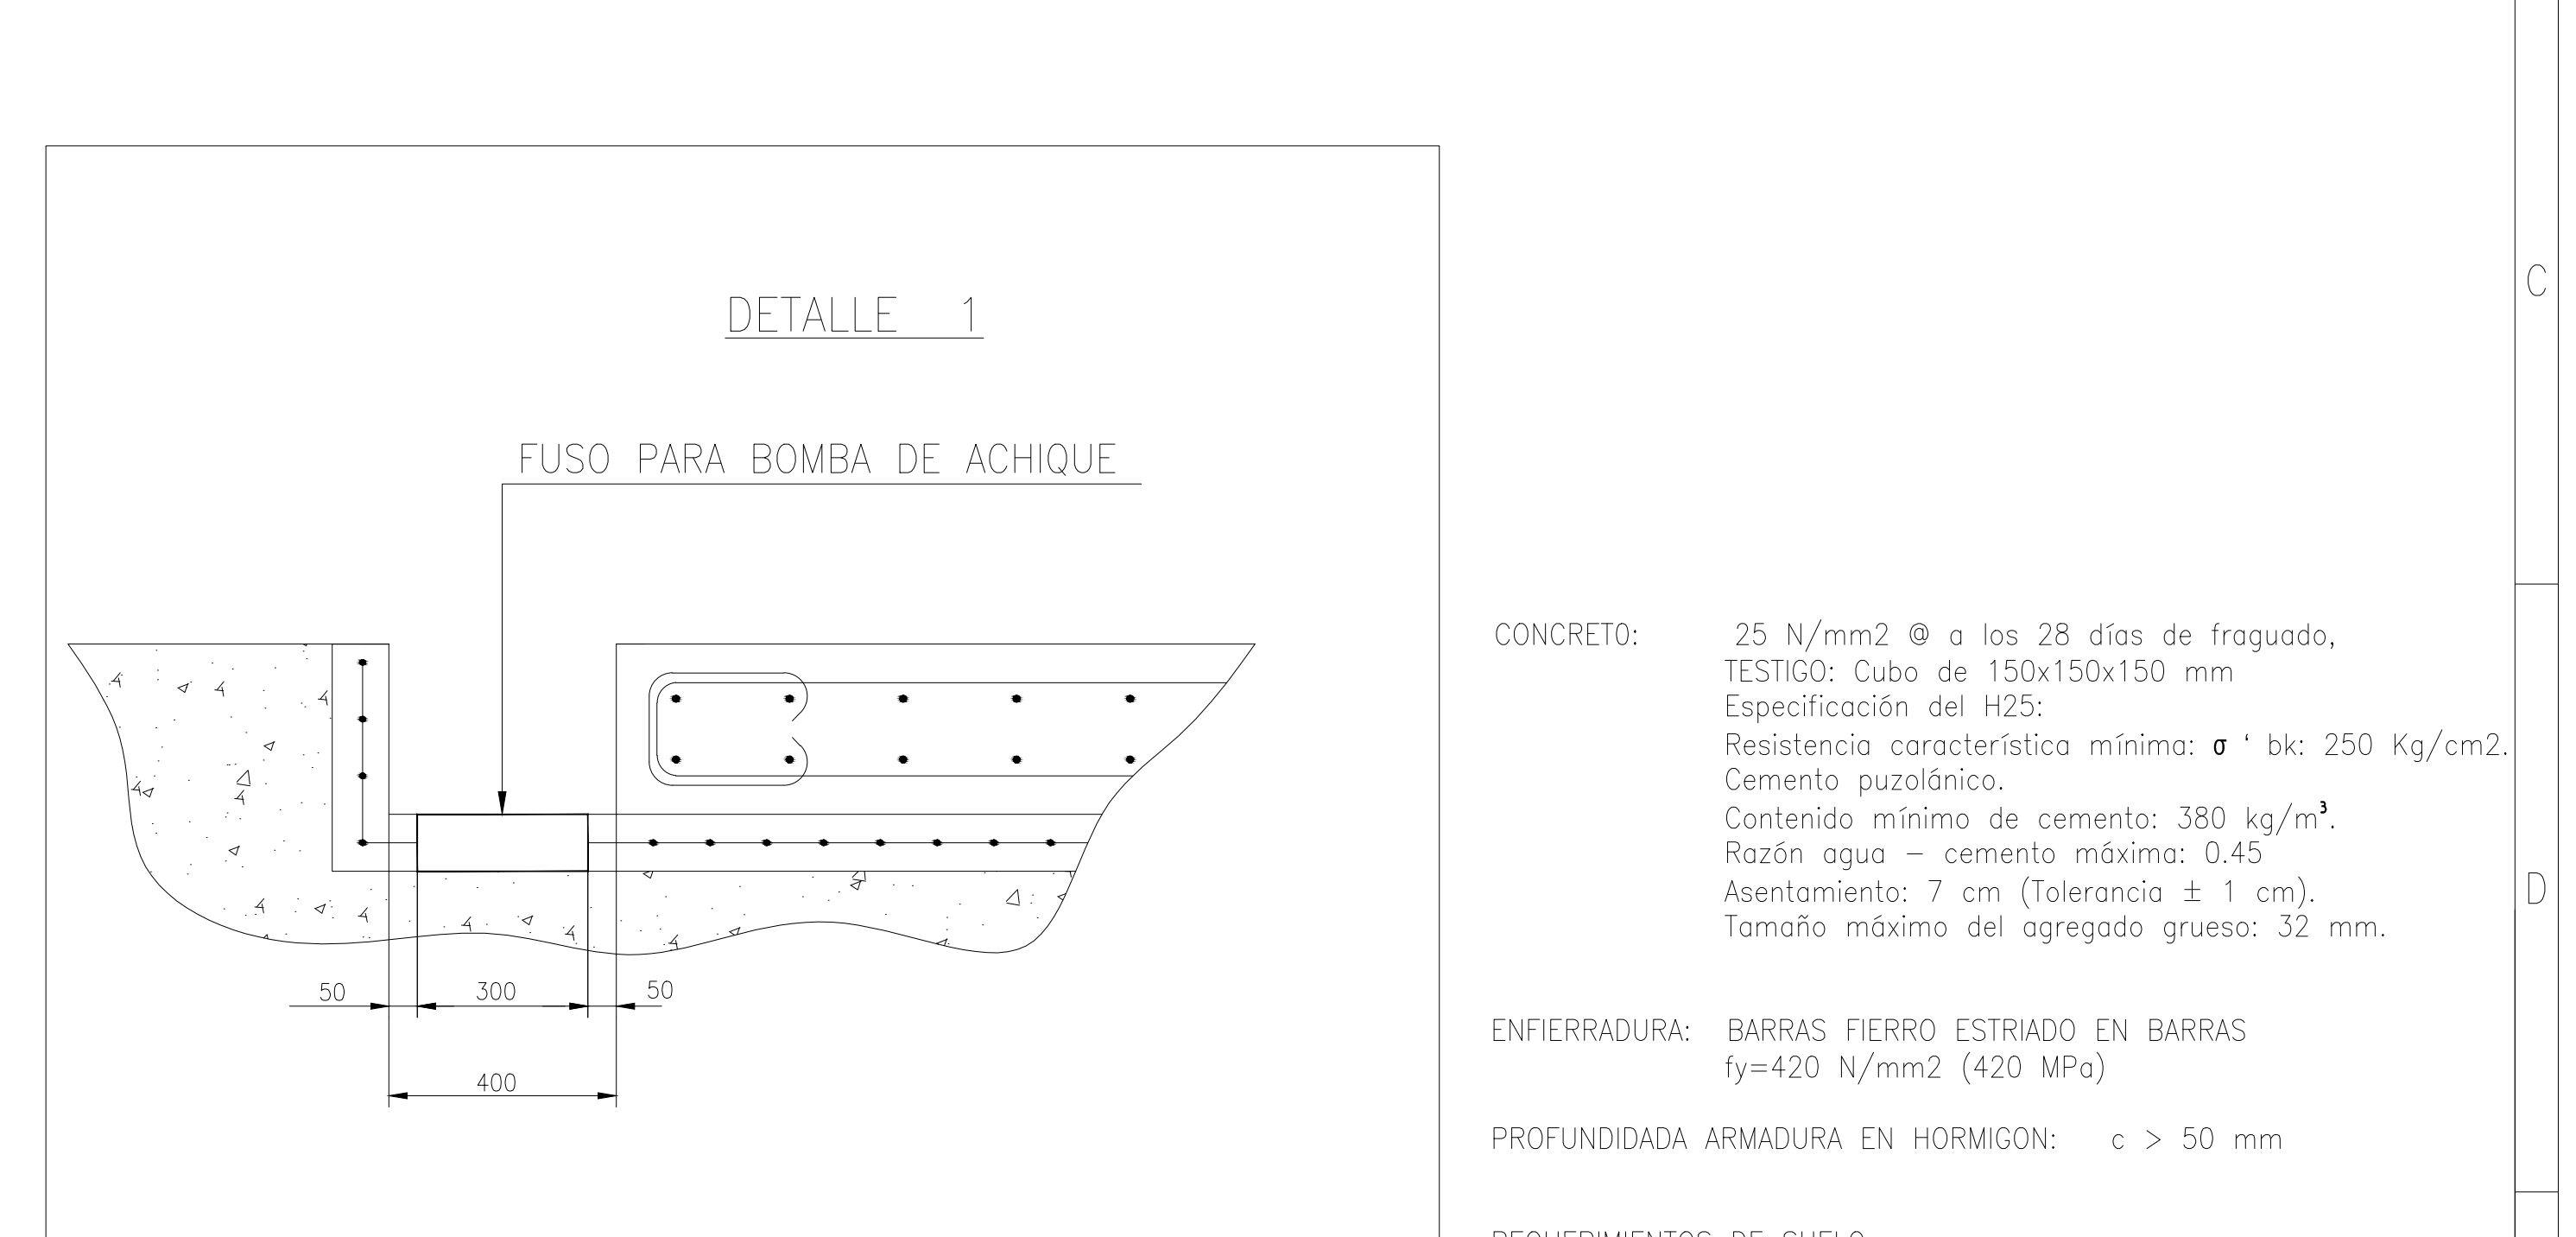 DETALLE 1
FUSO PARA BOMBA DE ACHIQUE
50
300
50
400
CONCRETO: 25 N/mm2 @ a los 28 días de fraguado,
TESTIGO: Cubo de 150x150x150 mm
Especificación del H25:
Resistencia característica mínima: σ ‘ bk: 250 Kg/cm2.
Cemento puzolánico.
Contenido mínimo de cemento: 380 kg/m³.
Razón agua – cemento máxima: 0.45
Asentamiento: 7 cm (Tolerancia ± 1 cm).
Tamaño máximo del agregado grueso: 32 mm.
ENFIERRADURA: BARRAS FIERRO ESTRIADO EN BARRAS
fy=420 N/mm2 (420 MPa)
PROFUNDIDADA ARMADURA EN HORMIGON: c > 50 mm
REQUERIMIENTOS DE SUELO
C
D